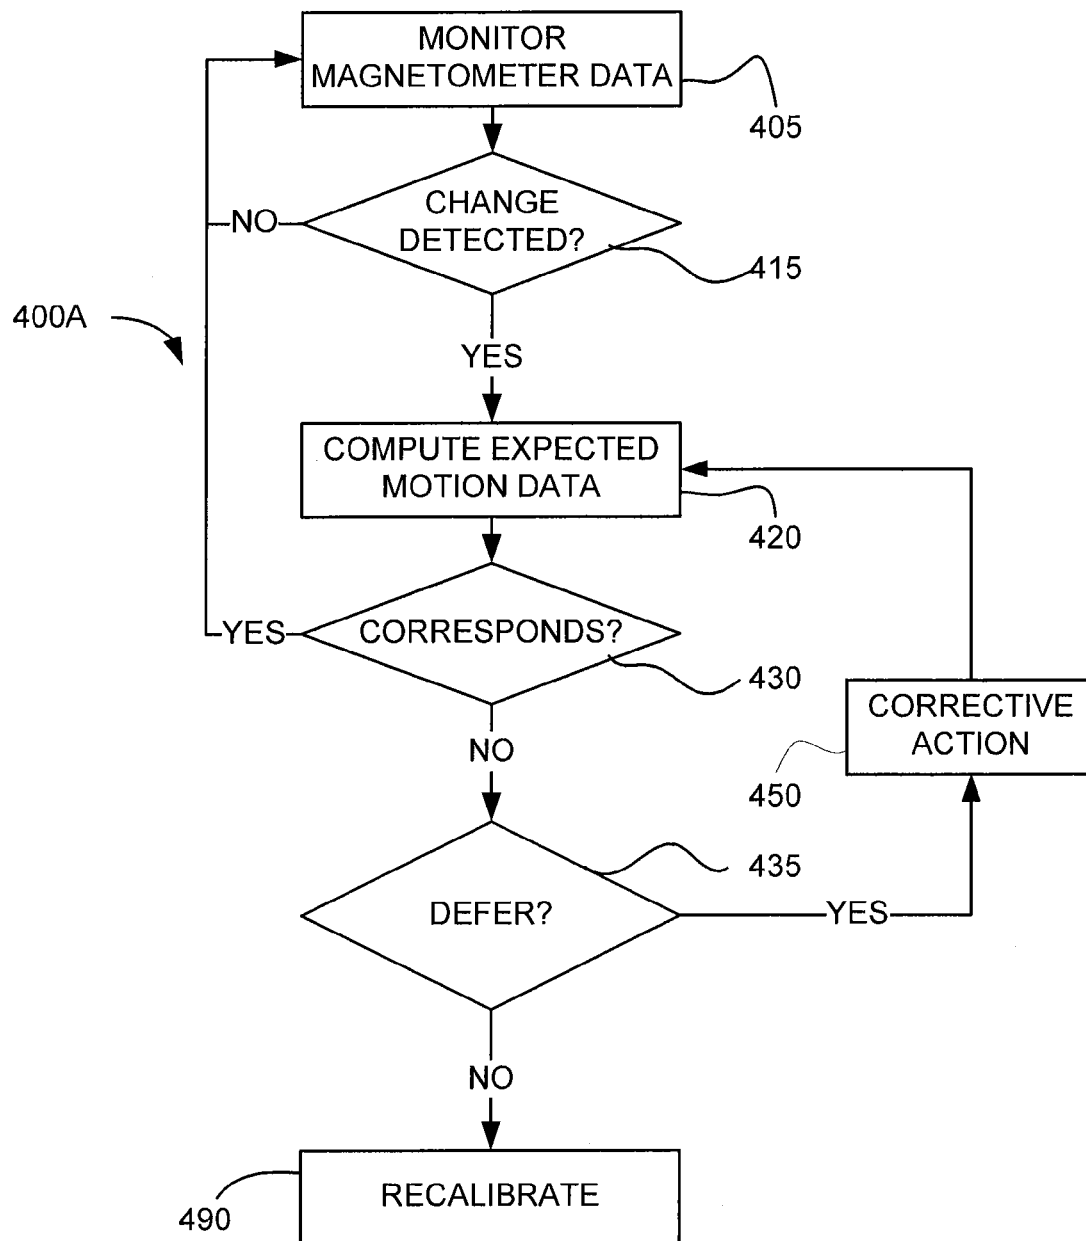 MONITOR
MAGNETOMETER DATA
405
CHANGE
DETECTED?
NO
415
400A
YES
COMPUTE EXPECTED
MOTION DATA
420
CORRESPONDS?
YES
430
CORRECTIVE
ACTION
NO
450
435
DEFER?
YES
NO
RECALIBRATE
490